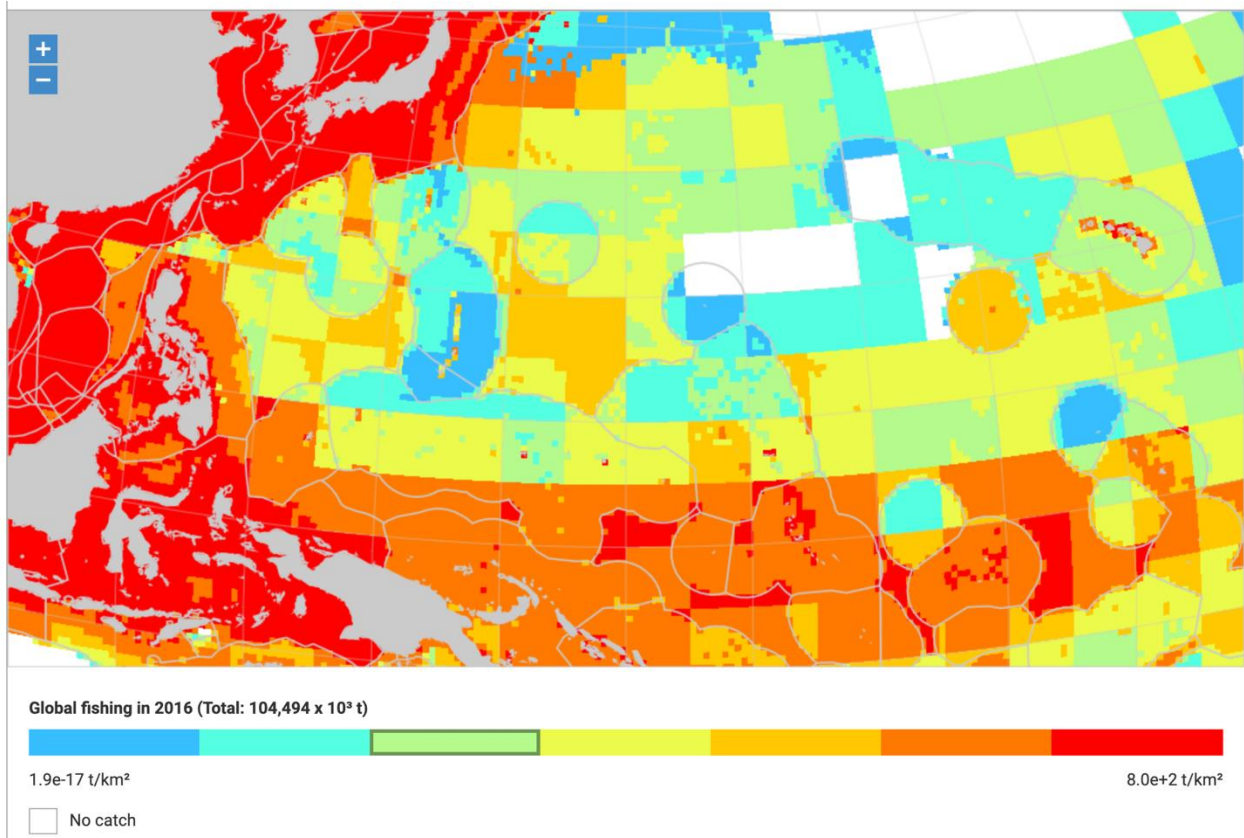 +
−
Global fishing in 2016 (Total: 104,494 x 10³ t)
1.9e-17 t/km² 8.0e+2 t/km²
No catch